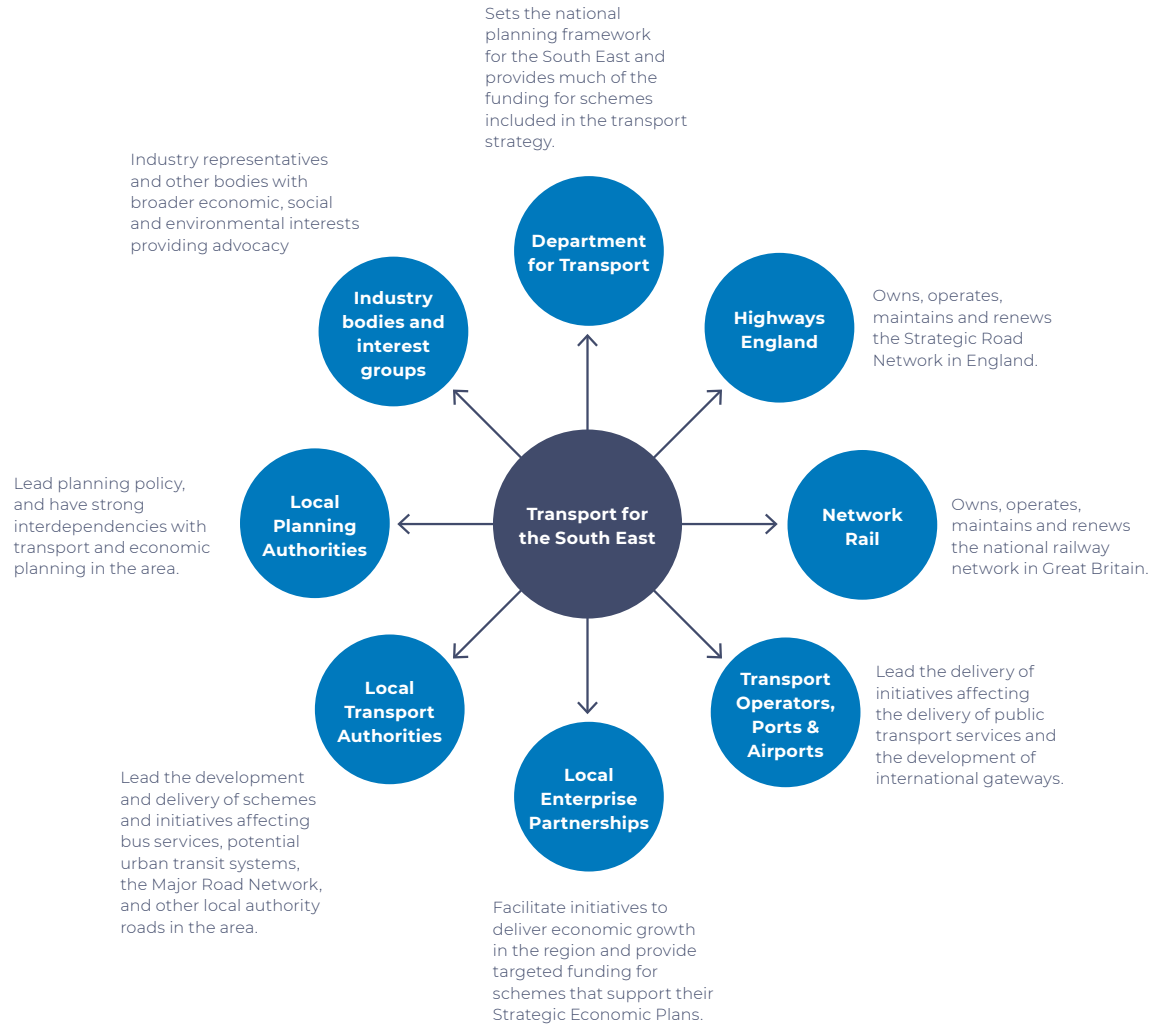 Sets the national
planning framework
for the South East and
provides much of the
funding for schemes
included in the transport
strategy.
Department
for Transport
Highways
England
Owns, operates,
maintains and renews
the Strategic Road
Network in England.
Network
Rail
Owns, operates,
maintains and renews
the national railway
network in Great Britain.
Transport
Operators,
Ports &
Airports
Lead the delivery of
initiatives affecting
the delivery of public
transport services and
the development of
international gateways.
Local
Enterprise
Partnerships
Facilitate initiatives to
deliver economic growth
in the region and provide
targeted funding for
schemes that support their
Strategic Economic Plans.
Local
Transport
Authorities
Lead the development
and delivery of schemes
and initiatives affecting
bus services, potential
urban transit systems,
the Major Road Network,
and other local authority
roads in the area.
Local
Planning
Authorities
Lead planning policy,
and have strong
interdependencies with
transport and economic
planning in the area.
Industry
bodies and
interest
groups
Industry representatives
and other bodies with
broader economic, social
and environmental interests
providing advocacy
Transport for
the South East